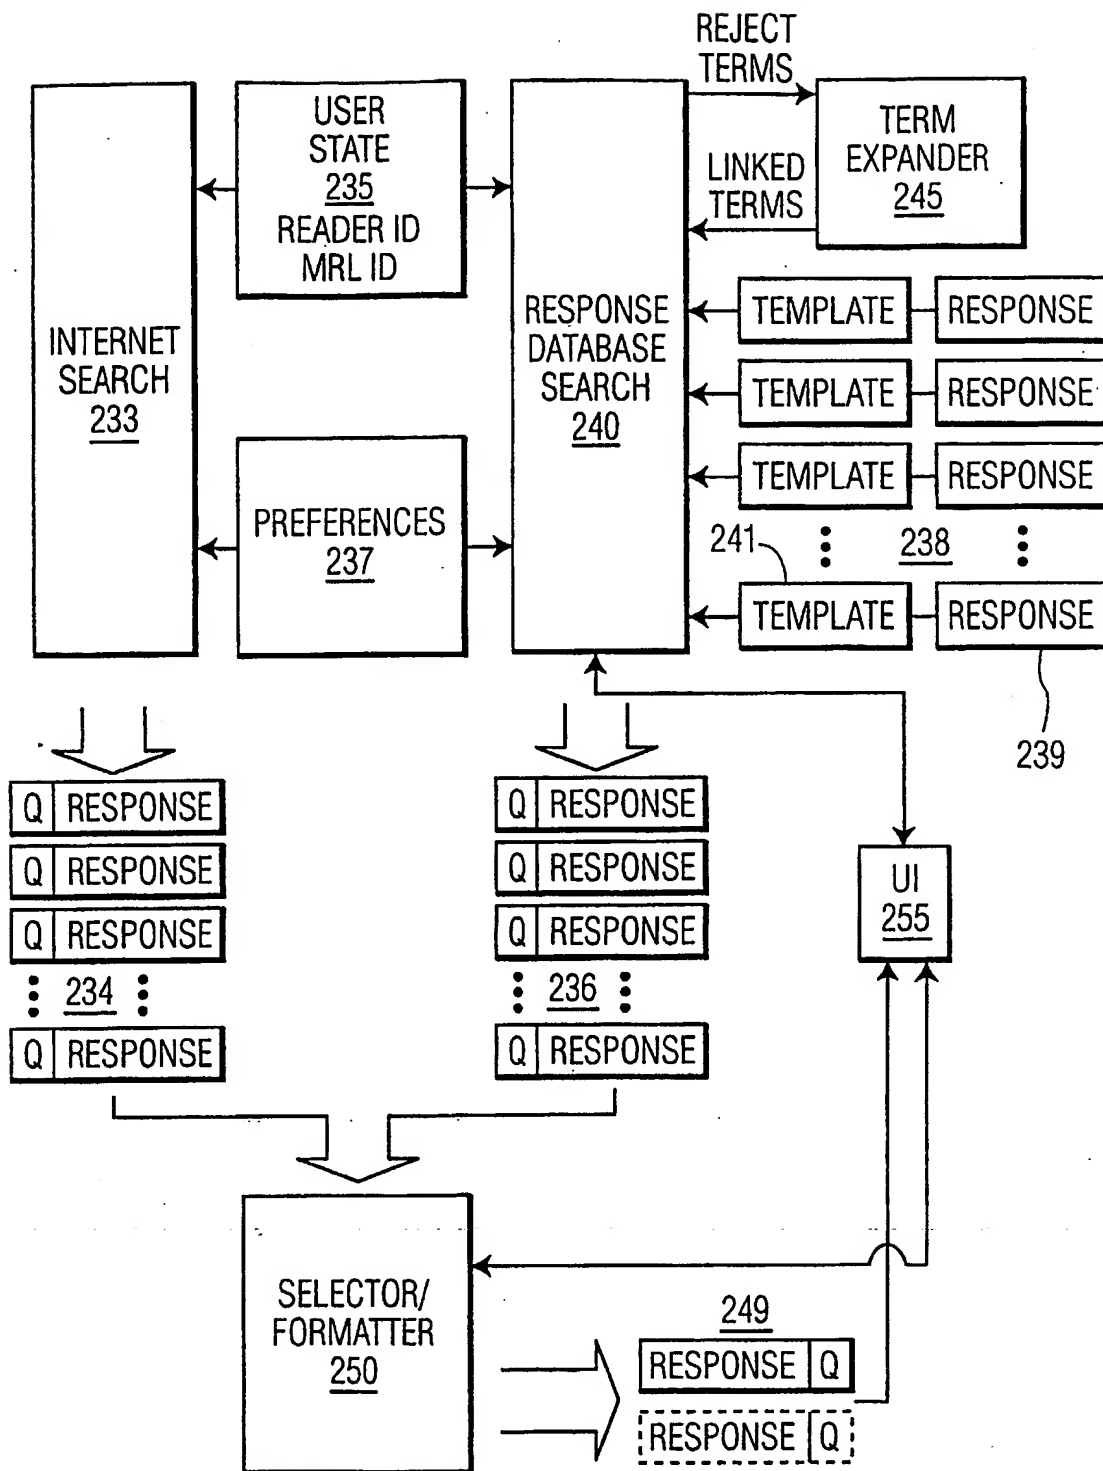 REJECT
TERMS
USER
STATE
235
READER ID
MRL ID
TERM
EXPANDER
245
LINKED
TERMS
INTERNET
SEARCH
233
RESPONSE
DATABASE
SEARCH
240
TEMPLATE RESPONSE
TEMPLATE RESPONSE
TEMPLATE RESPONSE
PREFERENCES
237
241
238
TEMPLATE RESPONSE
239
Q RESPONSE
Q RESPONSE
Q RESPONSE
234
Q RESPONSE
Q RESPONSE
Q RESPONSE
Q RESPONSE
236
Q RESPONSE
UI
255
SELECTOR/
FORMATTER
250
249
RESPONSE Q
RESPONSE Q